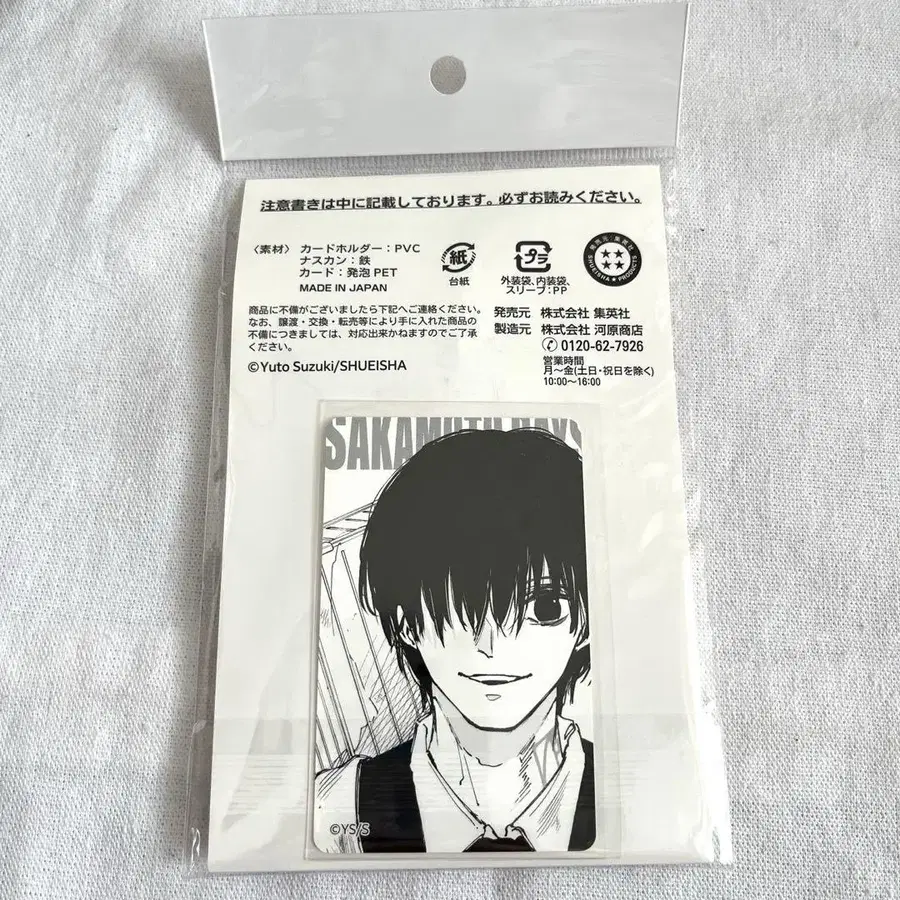 注意書きは中に記載しております。必ずお読みください。
〈素材〉 カードホルダー：PVC
ナスカン：鉄
カード：発泡PET
MADE IN JAPAN
紙
台紙
プラ
外装袋、内装袋、
スリーブ：PP
発売元 集英社
SHUEISHA PRODUCTS
商品に不備がございましたら下記へご連絡ください。
なお、譲渡・交換・転売等により手に入れた商品の
不備につきましては、対応出来かねますのでご了承
ください。
©Yuto Suzuki/SHUEISHA
発売元 株式会社 集英社
製造元 株式会社 河原商店
0120-62-7926
営業時間
月～金(土日・祝日を除く)
10:00～16:00
SAKAMOTO DAYS
©YS/S